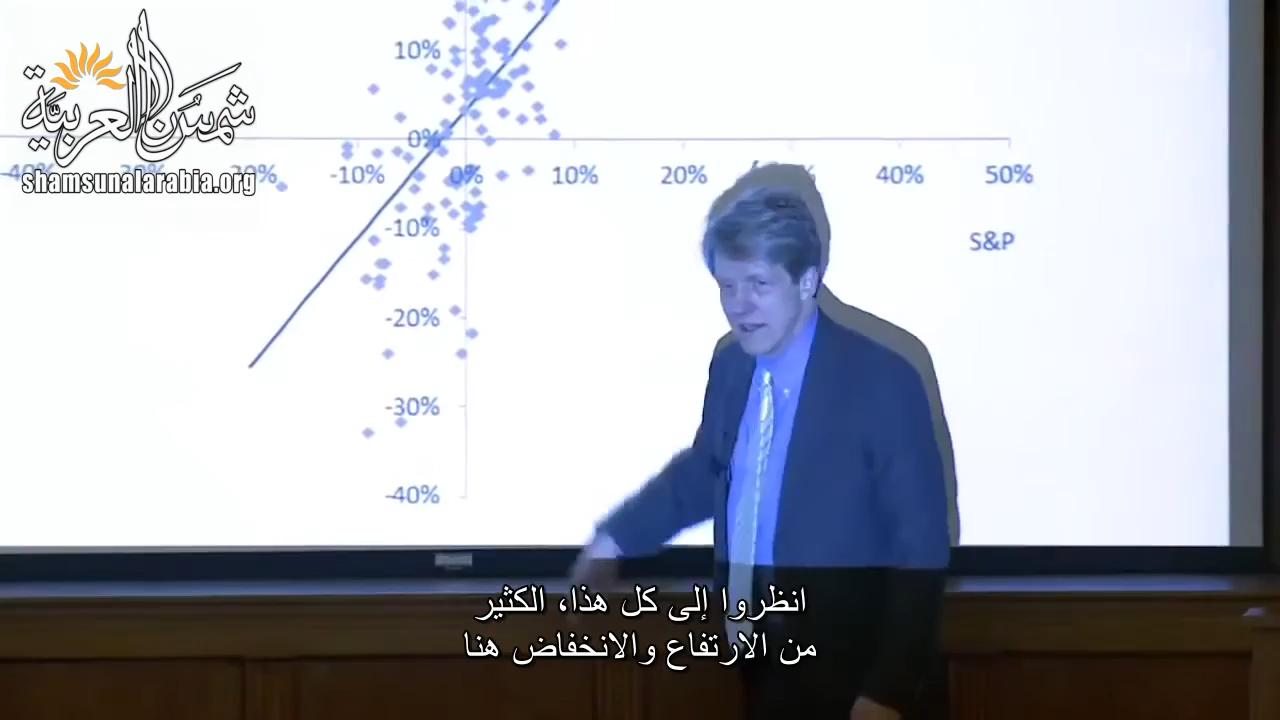 شمس العربية
shamsunalarabia.org
10%
0%
-10%
0%
10%
20%
40%
50%
-10%
S&P
-20%
-30%
-40%
انظروا إلى كل هذا، الكثير
من الارتفاع والانخفاض هنا